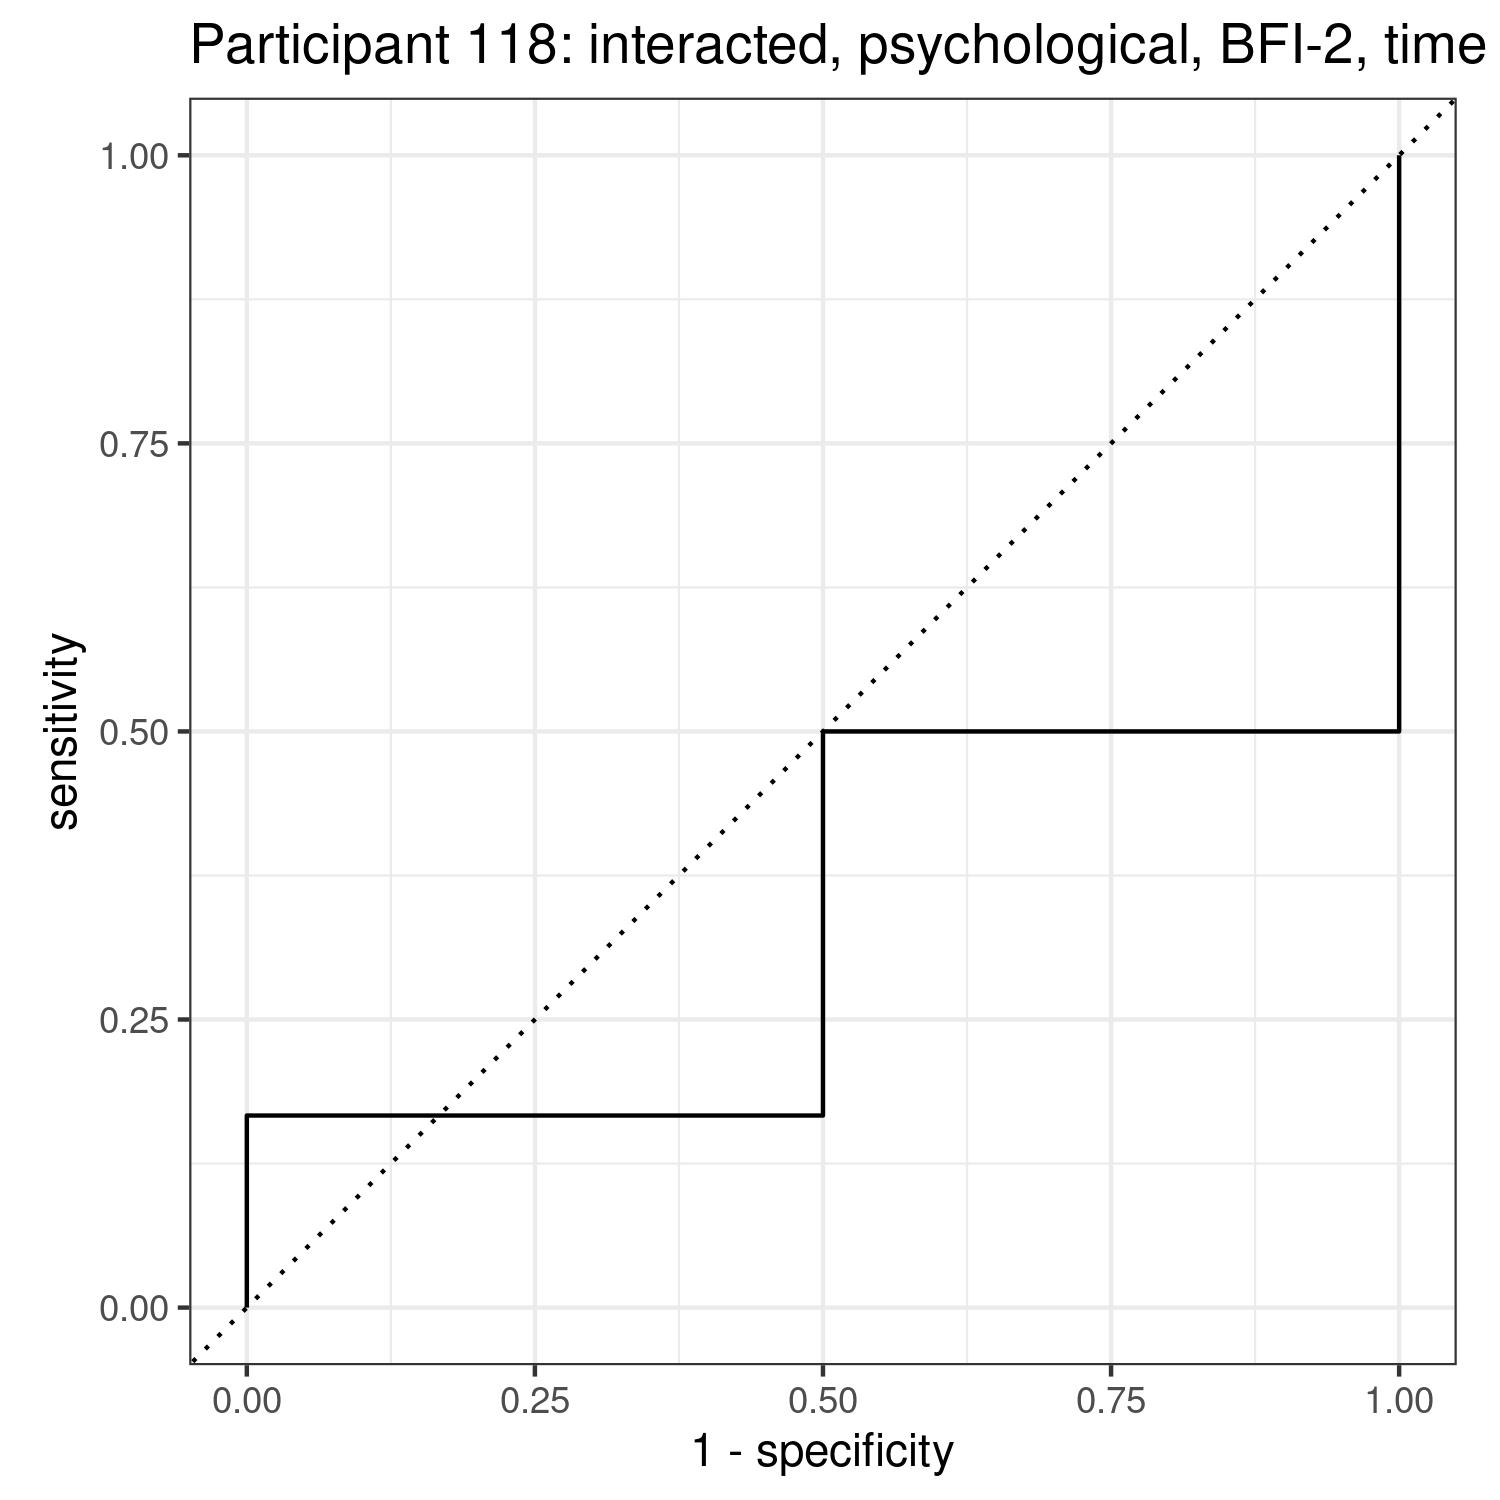 Participant 118: interacted, psychological, BFI-2, time
1.00
0.75
0.50
0.25
0.00
sensitivity
0.00 0.25 0.50 0.75 1.00
1 - specificity